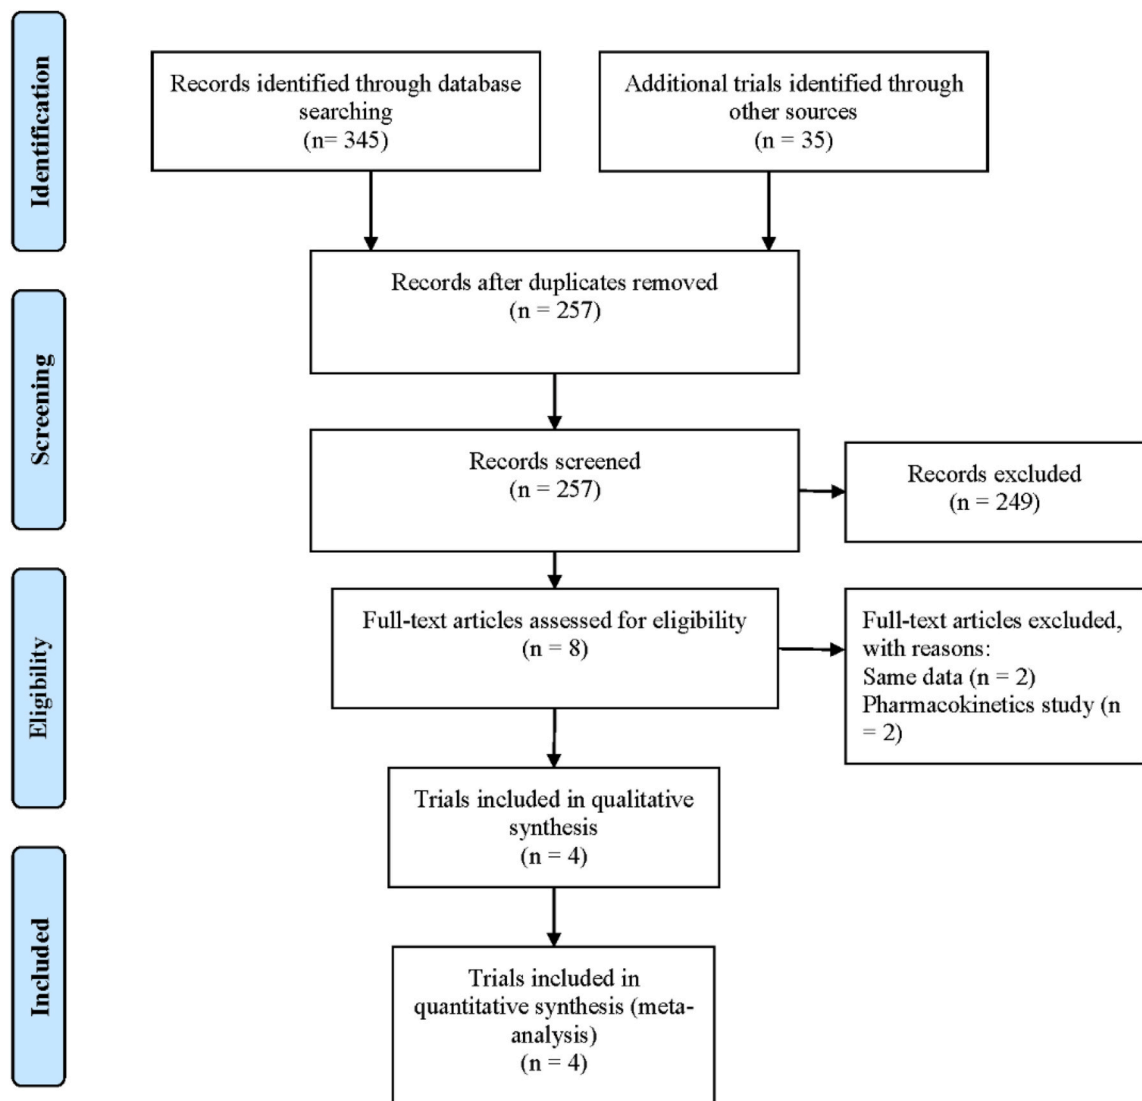 Identification
Records identified through database
searching
(n= 345)
Additional trials identified through
other sources
(n = 35)
Records after duplicates removed
(n = 257)
Screening
Records screened
(n = 257)
Records excluded
(n = 249)
Eligibility
Full-text articles assessed for eligibility
(n = 8)
Full-text articles excluded,
with reasons:
Same data (n = 2)
Pharmacokinetics study (n
= 2)
Trials included in qualitative
synthesis
(n = 4)
Included
Trials included in
quantitative synthesis (meta-
analysis)
(n = 4)